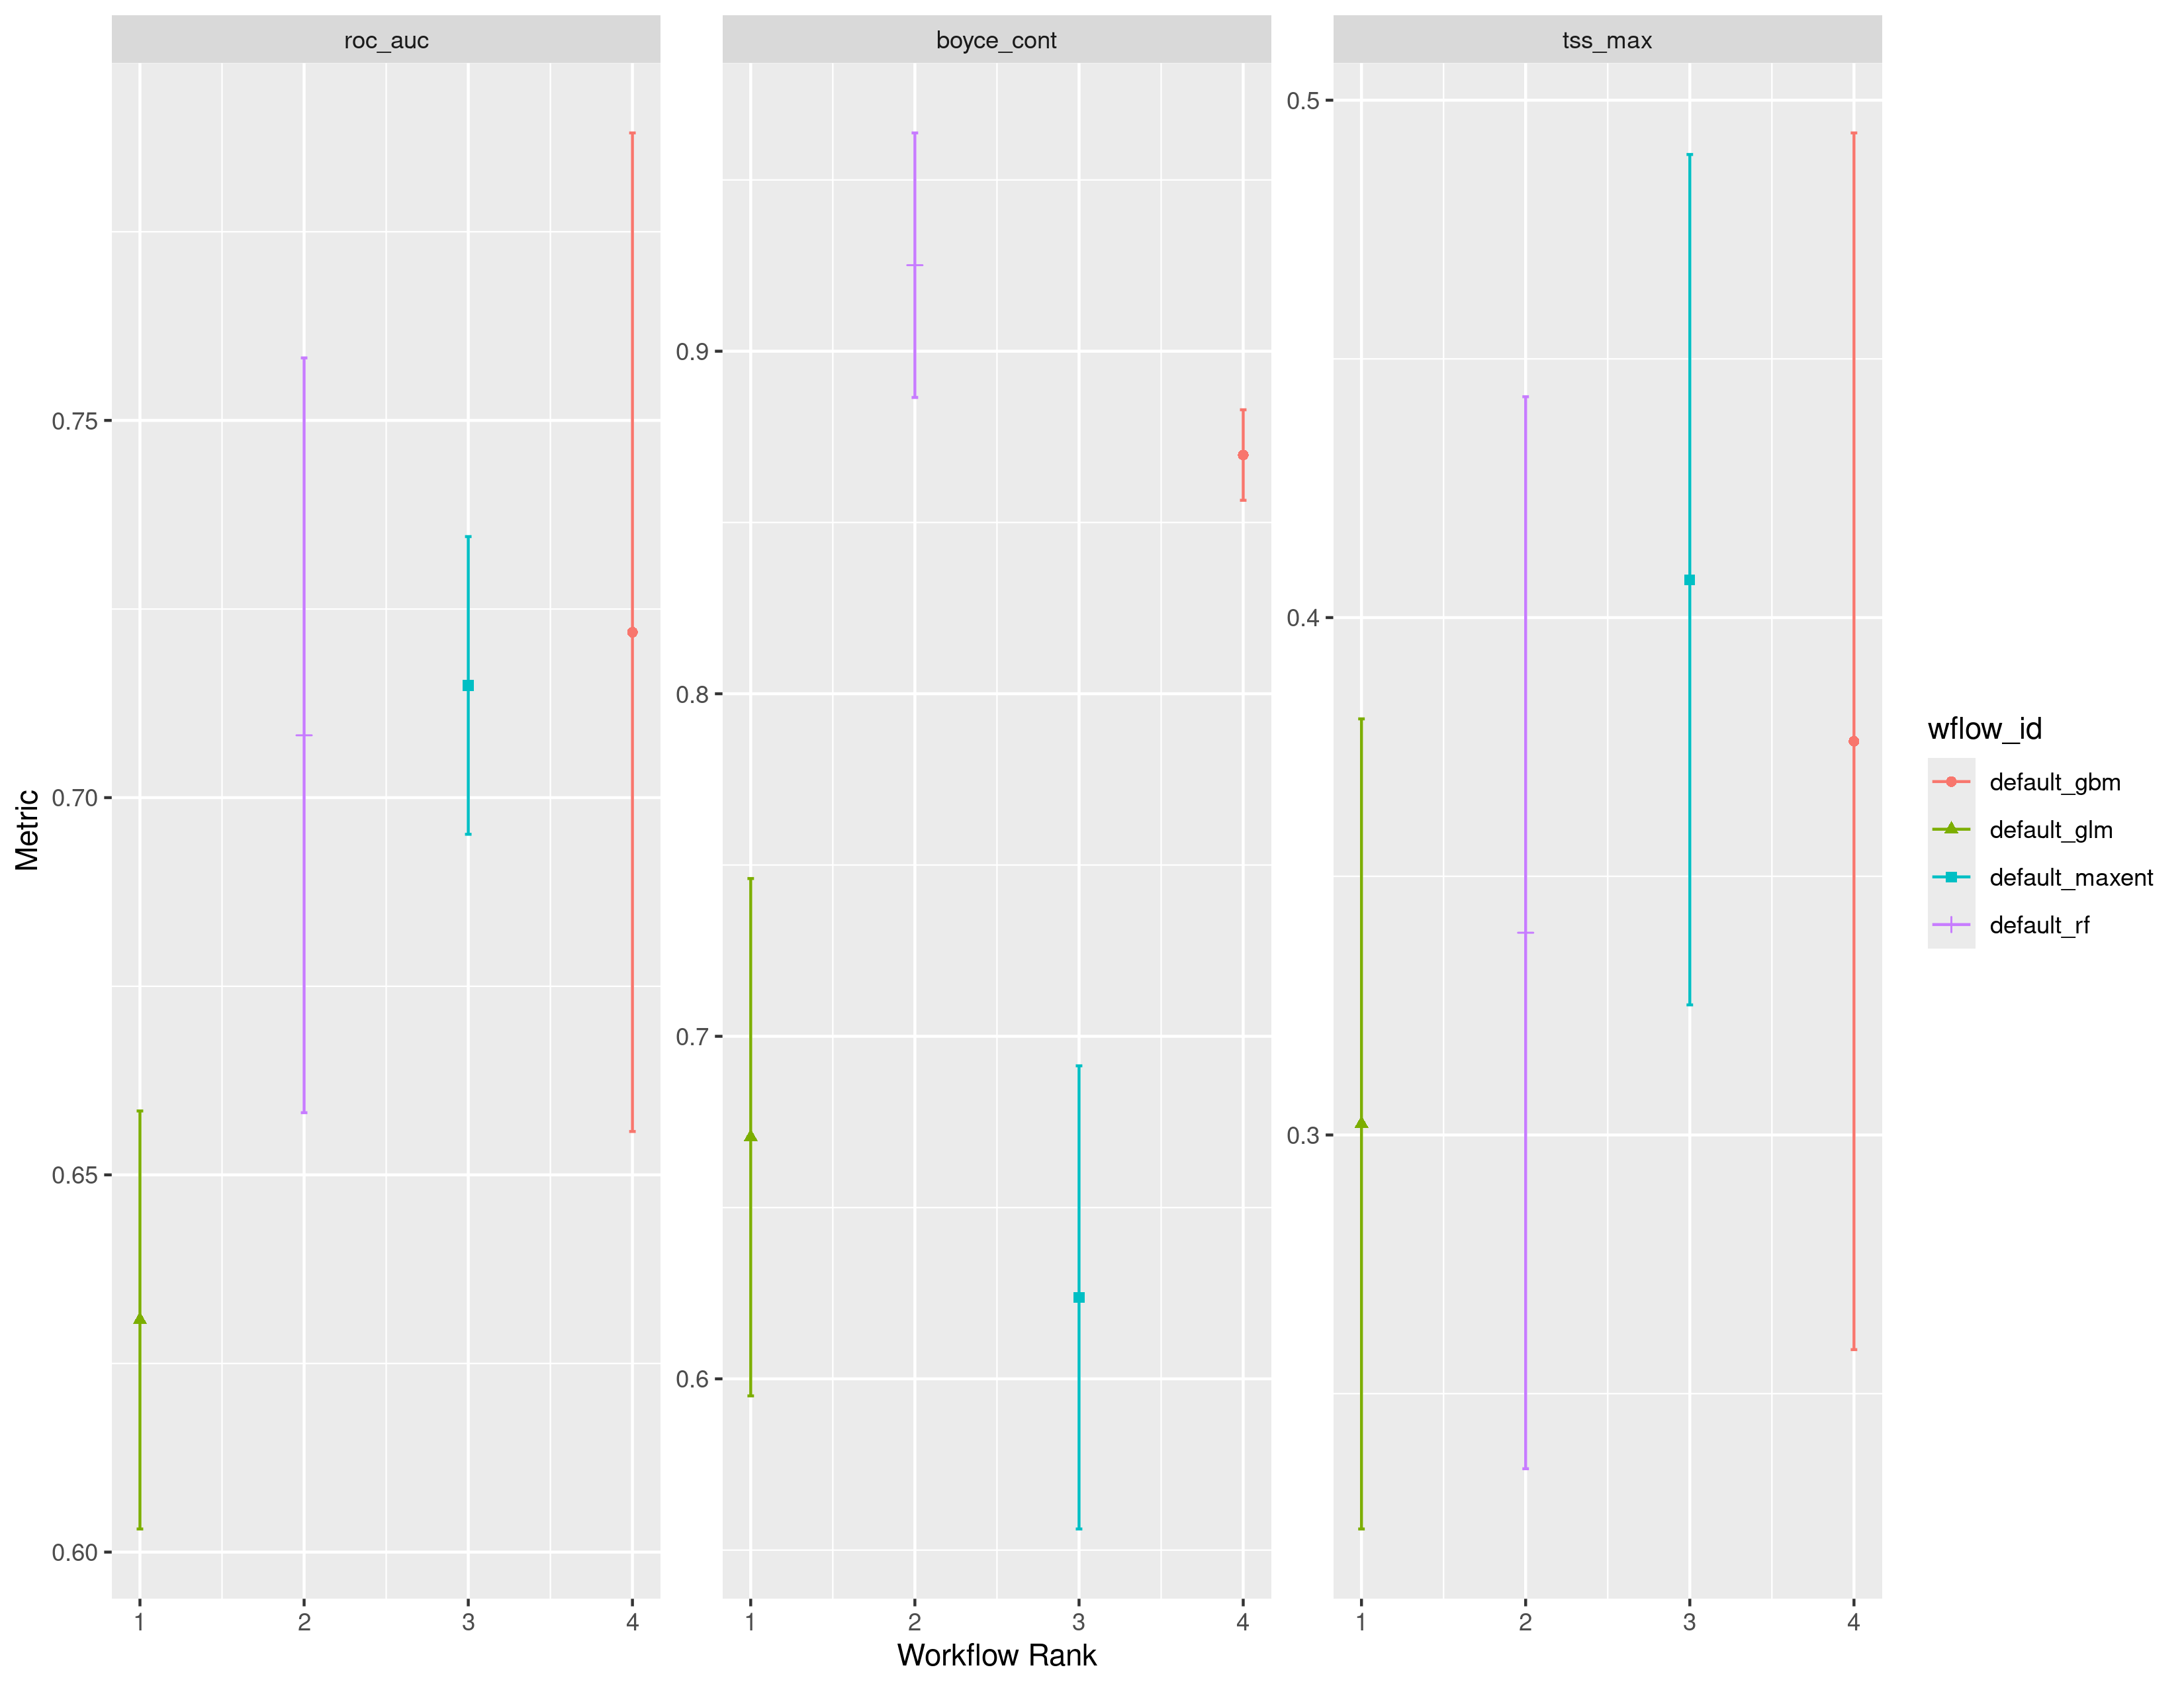 roc_auc
boyce_cont
tss_max
Metric
0.75
0.70
0.65
0.60
1 2 3 4
0.9
0.8
0.7
0.6
1 2 3 4
0.5
0.4
0.3
1 2 3 4
Workflow Rank
wflow_id
default_gbm
default_glm
default_maxent
default_rf